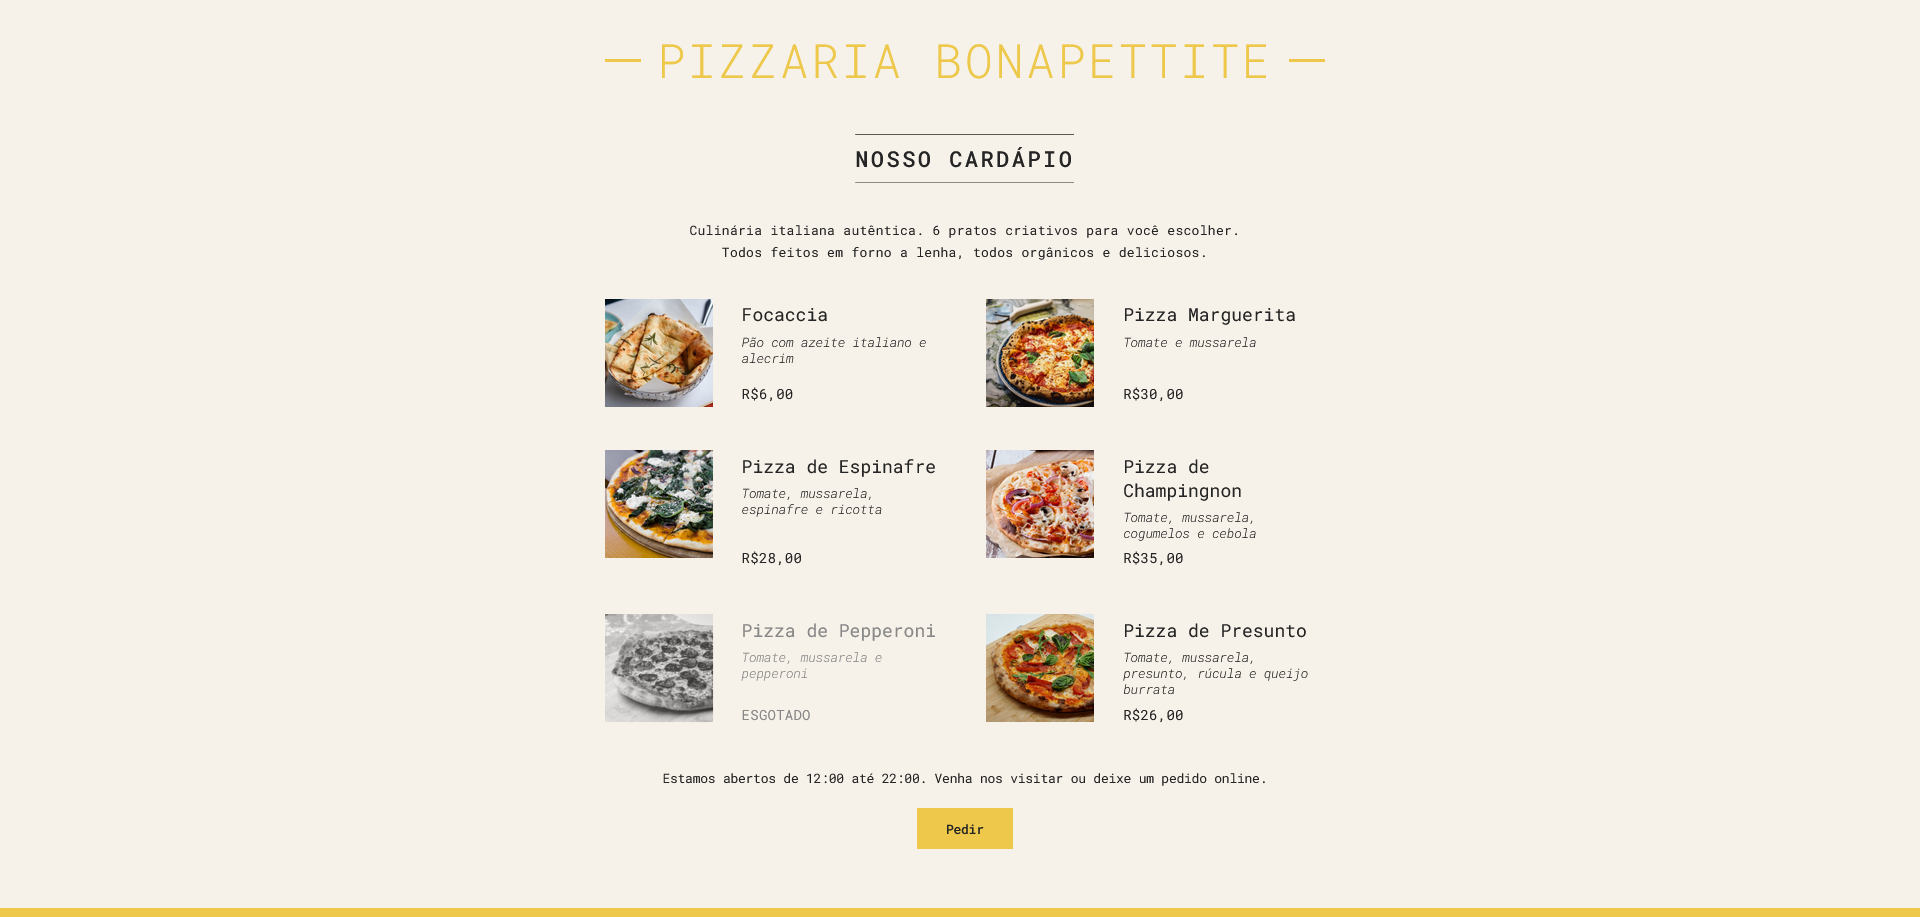 — PIZZARIA BONAPETTITE —
NOSSO CARDÁPIO
Culinária italiana autêntica. 6 pratos criativos para você escolher.
Todos feitos em forno a lenha, todos orgânicos e deliciosos.
Focaccia
Pão com azeite italiano e
alecrim
R$6,00
Pizza Marguerita
Tomate e mussarela
R$30,00
Pizza de Espinafre
Tomate, mussarela,
espinafre e ricotta
R$28,00
Pizza de
Champingnon
Tomate, mussarela,
cogumelos e cebola
R$35,00
Pizza de Pepperoni
Tomate, mussarela e
pepperoni
ESGOTADO
Pizza de Presunto
Tomate, mussarela,
presunto, rúcula e queijo
burrata
R$26,00
Estamos abertos de 12:00 até 22:00. Venha nos visitar ou deixe um pedido online.
Pedir